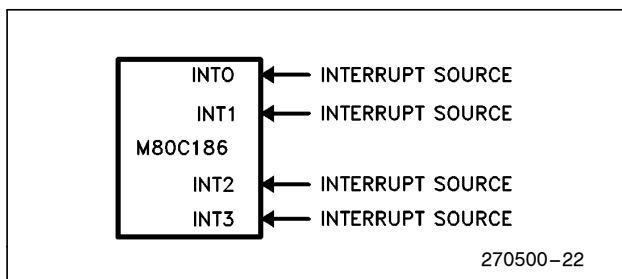 INT0 INTERRUPT SOURCE
INT1 INTERRUPT SOURCE
M80C186
INT2 INTERRUPT SOURCE
INT3 INTERRUPT SOURCE
270500-22